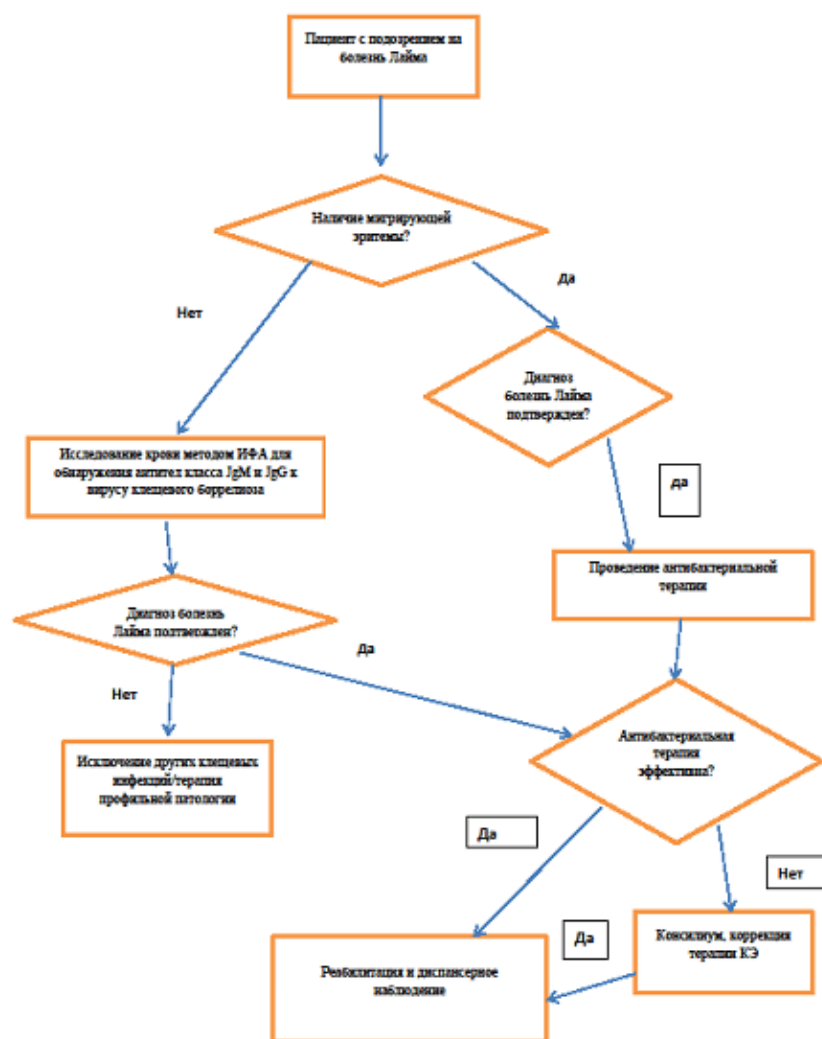 Пациент с подозрением на
болезнь Лайма
Наличие мигрирующей
эритемы?
Нет
Да
Диагноз
болезнь Лайма
подтвержден?
Исследование крови методом ИФА для
обнаружения антител класса JgM и JgG к
вирусу клещевого боррелиоза
да
Проведение антибактериальной
терапии
Диагноз болезнь
Лайма подтвержден?
Да
Нет
Антибактериальная
терапия
эффективна?
Исключение других клещевых
инфекций/терапия
профильной патологии
Да
Нет
Консилиум, коррекция
терапии КЭ
Да
Реабилитация и диспансерное
наблюдение